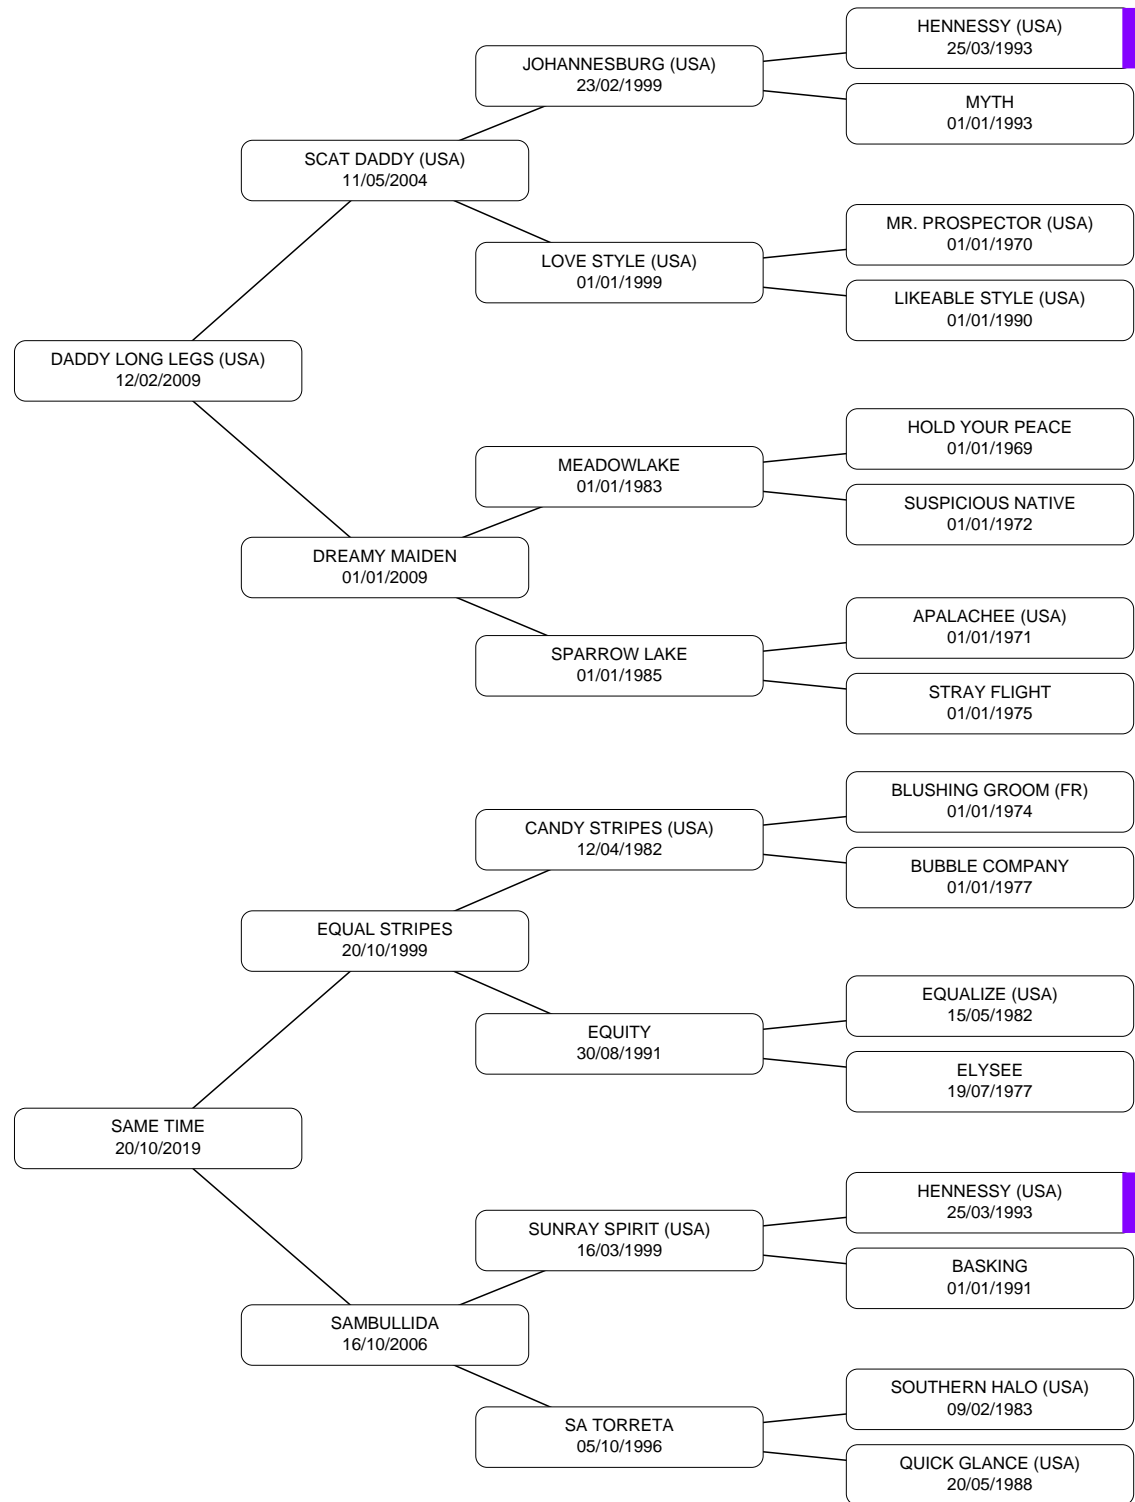 HENNESSY (USA)
25/03/1993
JOHANNESBURG (USA)
23/02/1999
MYTH
01/01/1993
SCAT DADDY (USA)
11/05/2004
MR. PROSPECTOR (USA)
01/01/1970
LOVE STYLE (USA)
01/01/1999
LIKEABLE STYLE (USA)
01/01/1990
DADDY LONG LEGS (USA)
12/02/2009
HOLD YOUR PEACE
01/01/1969
MEADOWLAKE
01/01/1983
SUSPICIOUS NATIVE
01/01/1972
DREAMY MAIDEN
01/01/2009
APALACHEE (USA)
01/01/1971
SPARROW LAKE
01/01/1985
STRAY FLIGHT
01/01/1975
BLUSHING GROOM (FR)
01/01/1974
CANDY STRIPES (USA)
12/04/1982
BUBBLE COMPANY
01/01/1977
EQUAL STRIPES
20/10/1999
EQUALIZE (USA)
15/05/1982
EQUITY
30/08/1991
ELYSEE
19/07/1977
SAME TIME
20/10/2019
HENNESSY (USA)
25/03/1993
SUNRAY SPIRIT (USA)
16/03/1999
BASKING
01/01/1991
SAMBULLIDA
16/10/2006
SOUTHERN HALO (USA)
09/02/1983
SA TORRETA
05/10/1996
QUICK GLANCE (USA)
20/05/1988